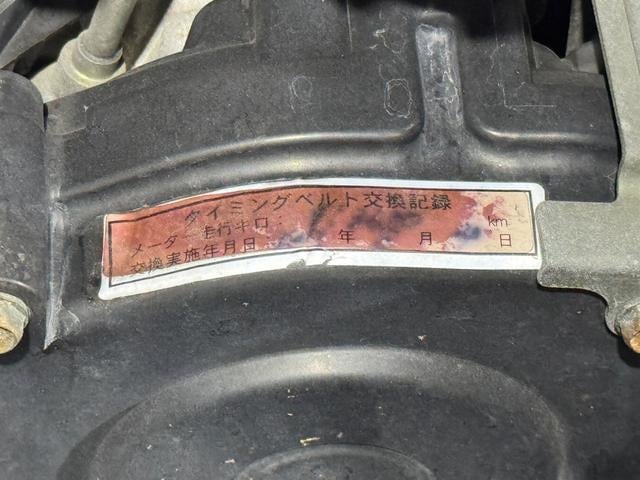 タイミングベルト交換記録
メーター走行キロ: km
交換実施年月日 年 月 日